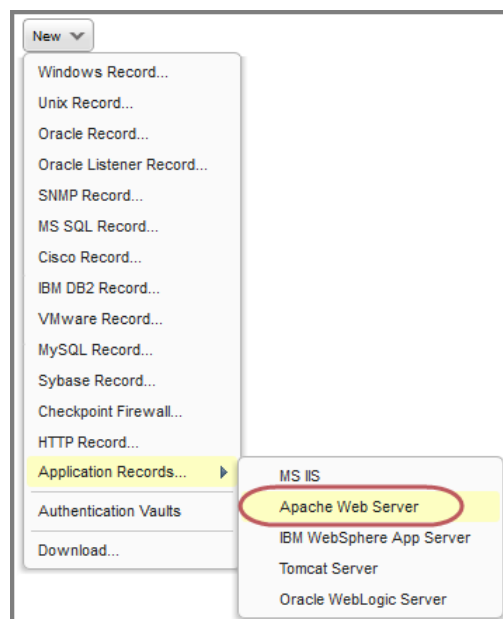 New
Windows Record...
Unix Record...
Oracle Record...
Oracle Listener Record...
SNMP Record...
MS SQL Record...
Cisco Record...
IBM DB2 Record...
VMware Record...
MySQL Record...
Sybase Record...
Checkpoint Firewall...
HTTP Record...
Application Records...
Authentication Vaults
Download...
MS IIS
Apache Web Server
IBM WebSphere App Server
Tomcat Server
Oracle WebLogic Server